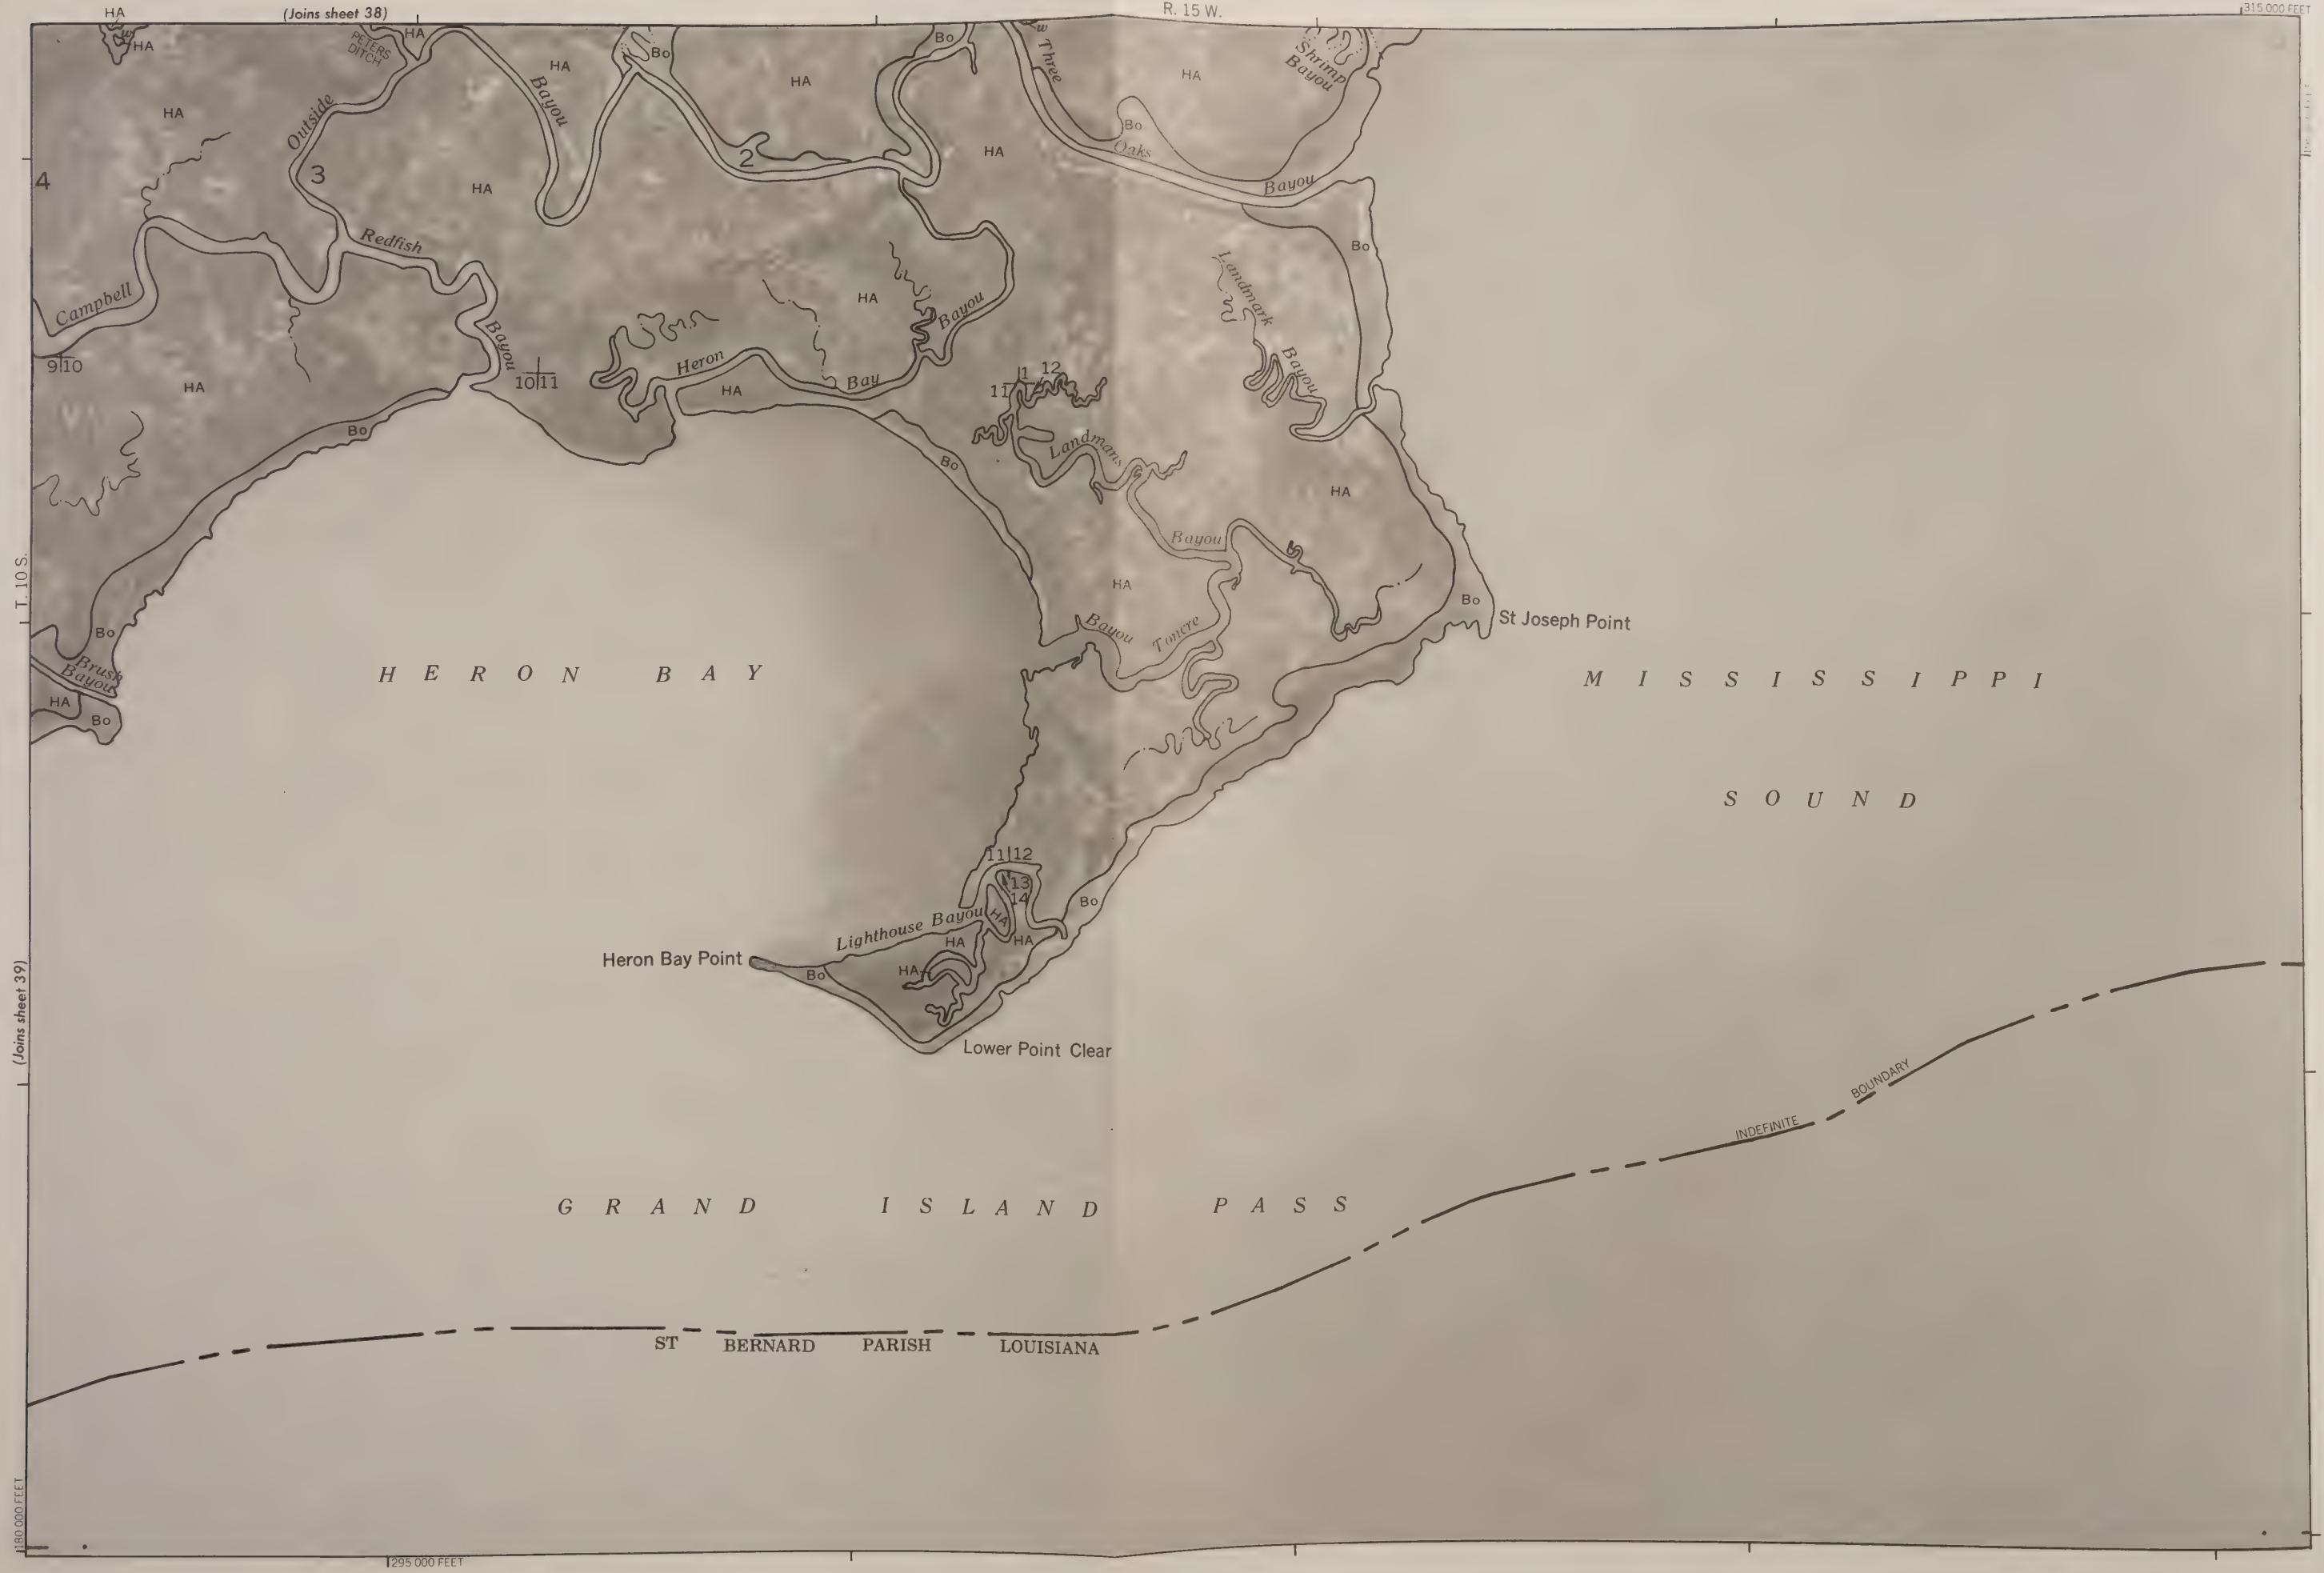 HA
(Joins sheet 38)
R. 15 W.
315 000 FEET
HA
PETERS
DITCH
HA
HA
Bo
Bo
Three
Shrimp
Bayou
HA
HA
HA
Bayou
Outside
Bo
Oaks
HA
2
3
4
HA
Bayou
Redfish
Bo
Landmark
Bayou
Campbell
HA
Bayou
Bayou
9|10
10|11
Heron
Bay
HA
HA
1
12
11
12
Bo
Landmans
Bo
HA
Bayou
HA
T. 10 S.
Bo
St Joseph Point
Bayou
Toncre
Bo
Brush
Bayou
HA
Bo
HERON BAY
MISSISSIPPI
SOUND
11|12
13
14
Bo
Lighthouse Bayou
HA
HA
HA
Heron Bay Point
Bo
HA
Lower Point Clear
(Joins sheet 39)
INDEFINITE BOUNDARY
GRAND ISLAND PASS
ST BERNARD PARISH LOUISIANA
180 000 FEET
295 000 FEET